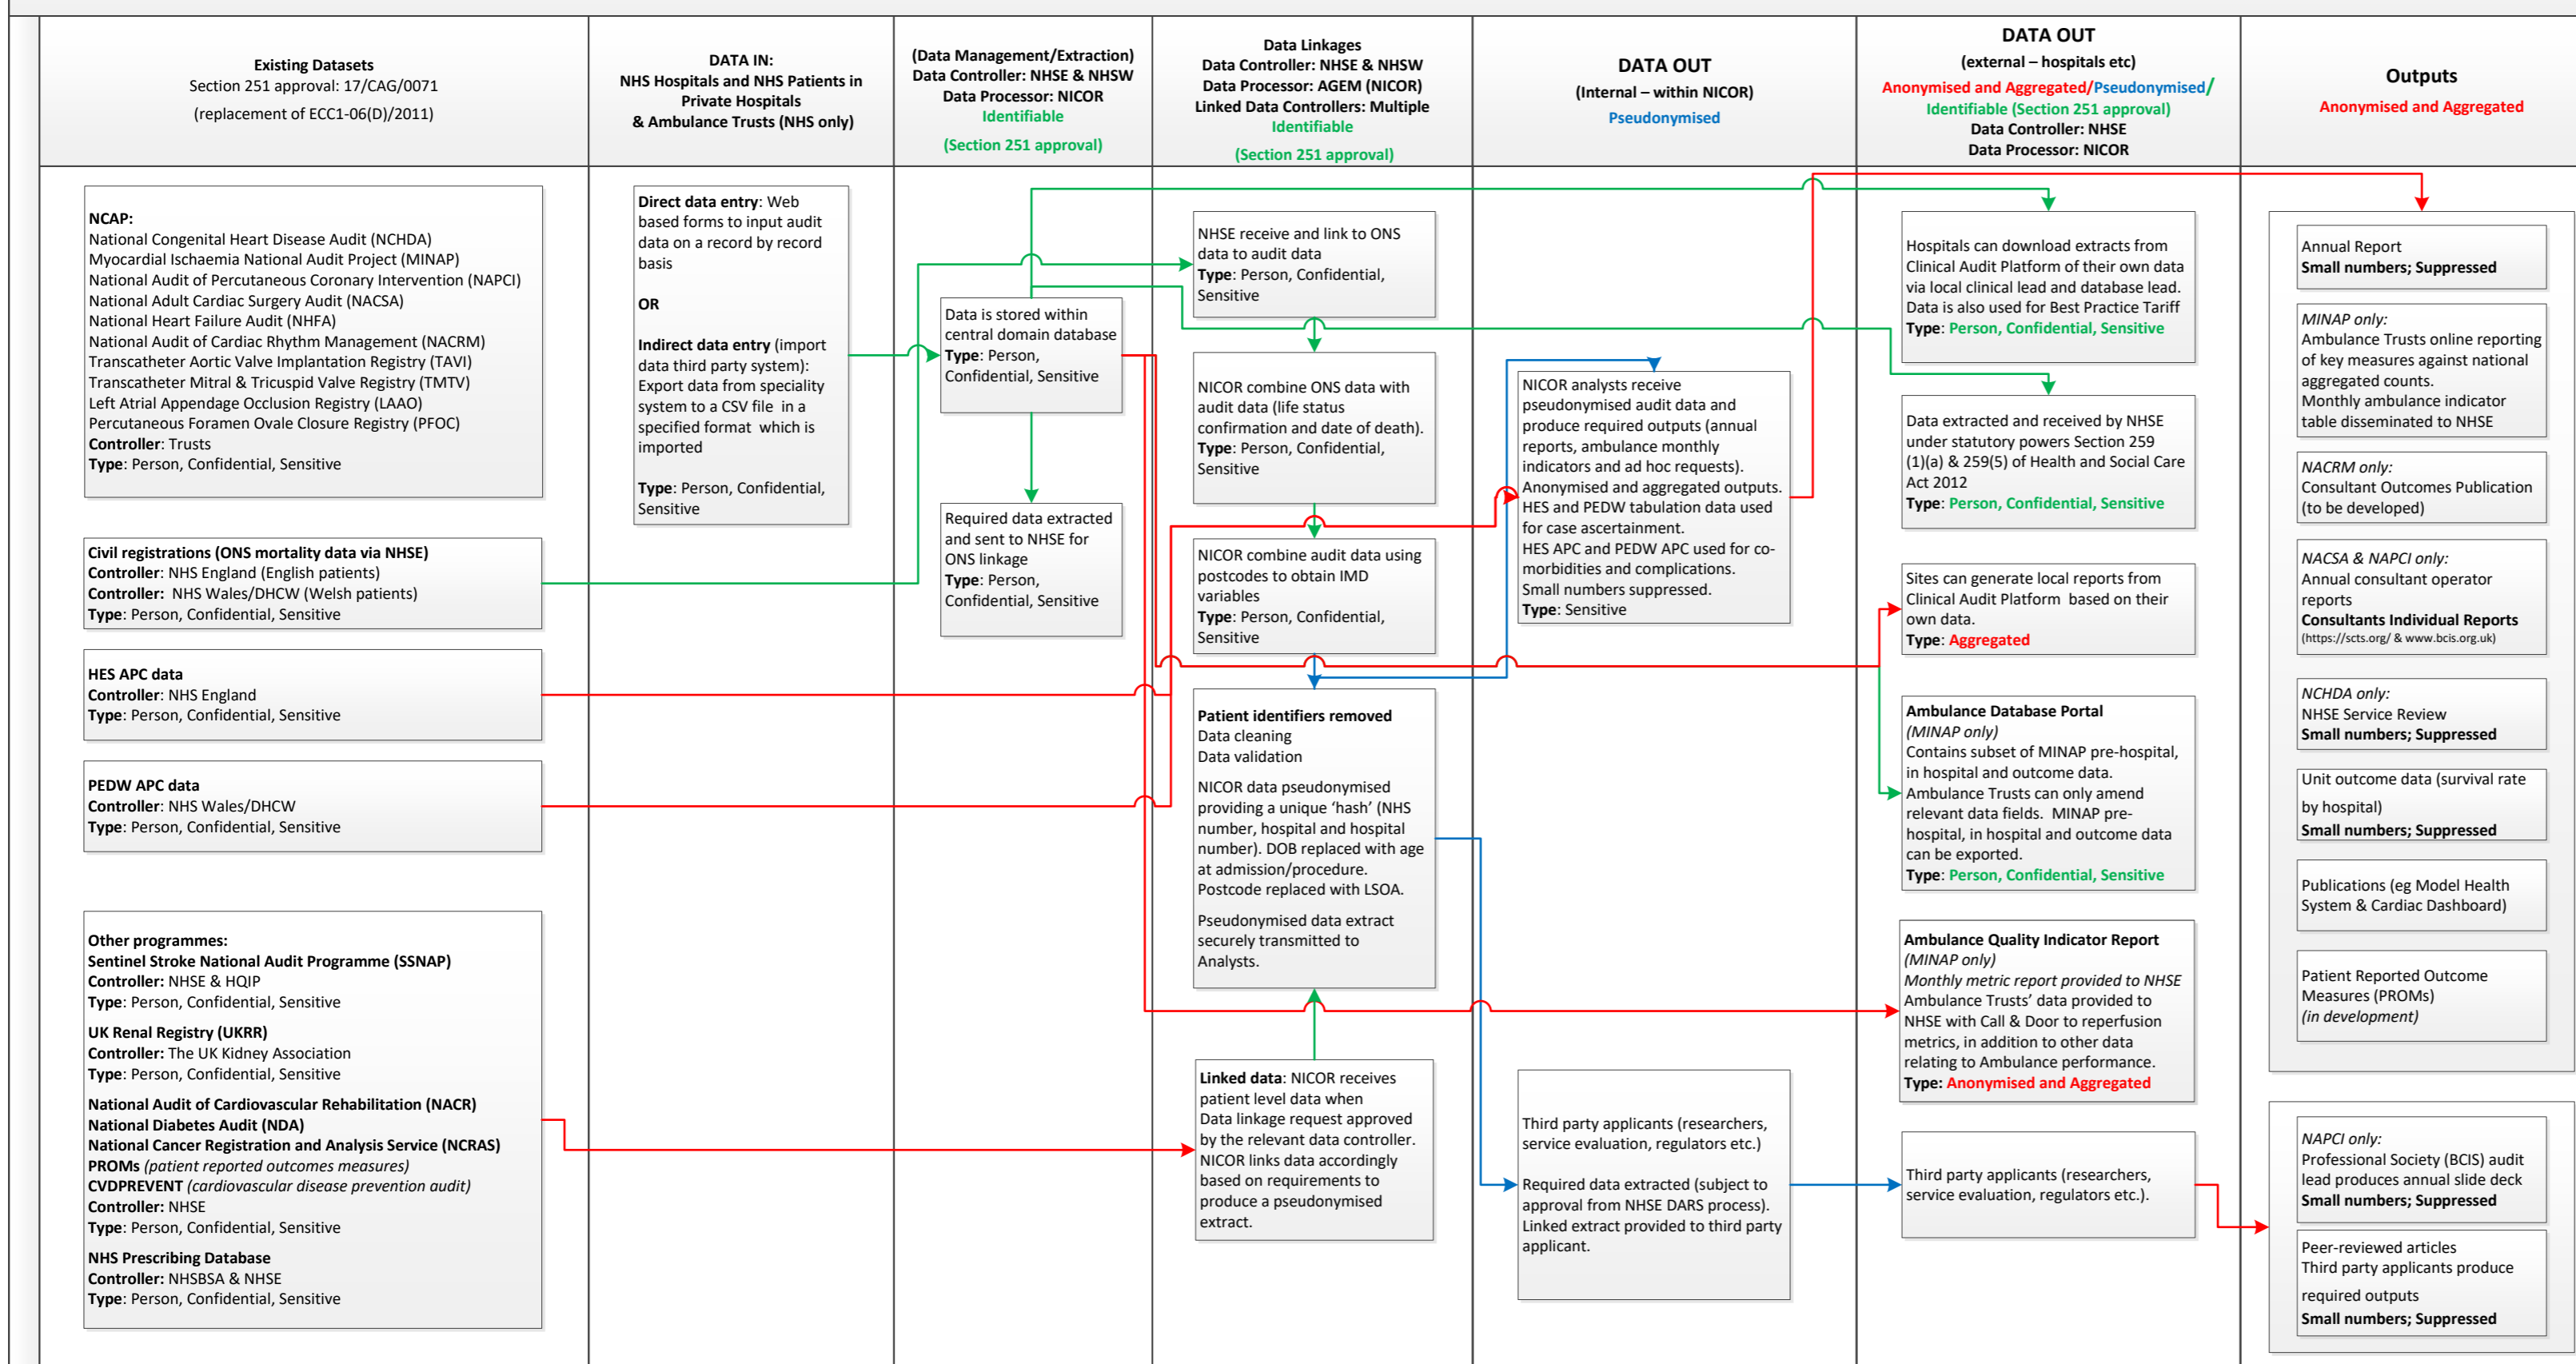 Existing Datasets
Section 251 approval: 17/CAG/0071
(replacement of ECC1-06(D)/2011)
DATA IN:
NHS Hospitals and NHS Patients in
Private Hospitals
& Ambulance Trusts (NHS only)
(Data Management/Extraction)
Data Controller: NHSE & NHSW
Data Processor: NICOR
Identifiable
(Section 251 approval)
Data Linkages
Data Controller: NHSE & NHSW
Data Processor: AGEM (NICOR)
Linked Data Controllers: Multiple
Identifiable
(Section 251 approval)
DATA OUT
(Internal – within NICOR)
Pseudonymised
DATA OUT
(external – hospitals etc)
Anonymised and Aggregated/Pseudonymised/
Identifiable (Section 251 approval)
Data Controller: NHSE
Data Processor: NICOR
Outputs
Anonymised and Aggregated
NCAP:
National Congenital Heart Disease Audit (NCHDA)
Myocardial Ischaemia National Audit Project (MINAP)
National Audit of Percutaneous Coronary Intervention (NAPCI)
National Adult Cardiac Surgery Audit (NACSA)
National Heart Failure Audit (NHFA)
National Audit of Cardiac Rhythm Management (NACRM)
Transcatheter Aortic Valve Implantation Registry (TAVI)
Transcatheter Mitral & Tricuspid Valve Registry (TMTV)
Left Atrial Appendage Occlusion Registry (LAAO)
Percutaneous Foramen Ovale Closure Registry (PFOC)
Controller: Trusts
Type: Person, Confidential, Sensitive
Civil registrations (ONS mortality data via NHSE)
Controller: NHS England (English patients)
Controller:  NHS Wales/DHCW (Welsh patients)
Type: Person, Confidential, Sensitive
HES APC data
Controller: NHS England
Type: Person, Confidential, Sensitive
PEDW APC data
Controller: NHS Wales/DHCW
Type: Person, Confidential, Sensitive
Other programmes:
Sentinel Stroke National Audit Programme (SSNAP)
Controller: NHSE & HQIP
Type: Person, Confidential, Sensitive
UK Renal Registry (UKRR)
Controller: The UK Kidney Association
Type: Person, Confidential, Sensitive
National Audit of Cardiovascular Rehabilitation (NACR)
National Diabetes Audit (NDA)
National Cancer Registration and Analysis Service (NCRAS)
PROMs (patient reported outcomes measures)
CVDPREVENT (cardiovascular disease prevention audit)
Controller: NHSE
Type: Person, Confidential, Sensitive
NHS Prescribing Database
Controller: NHSBSA & NHSE
Type: Person, Confidential, Sensitive
Direct data entry: Web
based forms to input audit
data on a record by record
basis
OR
Indirect data entry (import
data third party system):
Export data from speciality
system to a CSV file  in a
specified format  which is
imported
Type: Person, Confidential,
Sensitive
Data is stored within
central domain database
Type: Person,
Confidential, Sensitive
Required data extracted
and sent to NHSE for
ONS linkage
Type: Person,
Confidential, Sensitive
NHSE receive and link to ONS
data to audit data
Type: Person, Confidential,
Sensitive
NICOR combine ONS data with
audit data (life status
confirmation and date of death).
Type: Person, Confidential,
Sensitive
NICOR combine audit data using
postcodes to obtain IMD
variables
Type: Person, Confidential,
Sensitive
Patient identifiers removed
Data cleaning
Data validation
NICOR data pseudonymised
providing a unique ‘hash’ (NHS
number, hospital and hospital
number). DOB replaced with age
at admission/procedure.
Postcode replaced with LSOA.
Pseudonymised data extract
securely transmitted to
Analysts.
Linked data: NICOR receives
patient level data when
Data linkage request approved
by the relevant data controller.
NICOR links data accordingly
based on requirements to
produce a pseudonymised
extract.
NICOR analysts receive
pseudonymised audit data and
produce required outputs (annual
reports, ambulance monthly
indicators and ad hoc requests).
Anonymised and aggregated outputs.
HES and PEDW tabulation data used
for case ascertainment.
HES APC and PEDW APC used for co-
morbidities and complications.
Small numbers suppressed.
Type: Sensitive
Third party applicants (researchers,
service evaluation, regulators etc.)
Required data extracted (subject to
approval from NHSE DARS process).
Linked extract provided to third party
applicant.
Hospitals can download extracts from
Clinical Audit Platform of their own data
via local clinical lead and database lead.
Data is also used for Best Practice Tariff
Type: Person, Confidential, Sensitive
Data extracted and received by NHSE
under statutory powers Section 259
(1)(a) & 259(5) of Health and Social Care
Act 2012
Type: Person, Confidential, Sensitive
Sites can generate local reports from
Clinical Audit Platform  based on their
own data.
Type: Aggregated
Ambulance Database Portal
(MINAP only)
Contains subset of MINAP pre-hospital,
in hospital and outcome data.
Ambulance Trusts can only amend
relevant data fields.  MINAP pre-
hospital, in hospital and outcome data
can be exported.
Type: Person, Confidential, Sensitive
Ambulance Quality Indicator Report
(MINAP only)
Monthly metric report provided to NHSE
Ambulance Trusts’ data provided to
NHSE with Call & Door to reperfusion
metrics, in addition to other data
relating to Ambulance performance.
Type: Anonymised and Aggregated
Third party applicants (researchers,
service evaluation, regulators etc.).
Annual Report
Small numbers; Suppressed
MINAP only:
Ambulance Trusts online reporting
of key measures against national
aggregated counts.
Monthly ambulance indicator
table disseminated to NHSE
NACRM only:
Consultant Outcomes Publication
(to be developed)
NACSA & NAPCI only:
Annual consultant operator
reports
Consultants Individual Reports
(https://scts.org/ & www.bcis.org.uk)
NCHDA only:
NHSE Service Review
Small numbers; Suppressed
Unit outcome data (survival rate
by hospital)
Small numbers; Suppressed
Publications (eg Model Health
System & Cardiac Dashboard)
Patient Reported Outcome
Measures (PROMs)
(in development)
NAPCI only:
Professional Society (BCIS) audit
lead produces annual slide deck
Small numbers; Suppressed
Peer-reviewed articles
Third party applicants produce
required outputs
Small numbers; Suppressed